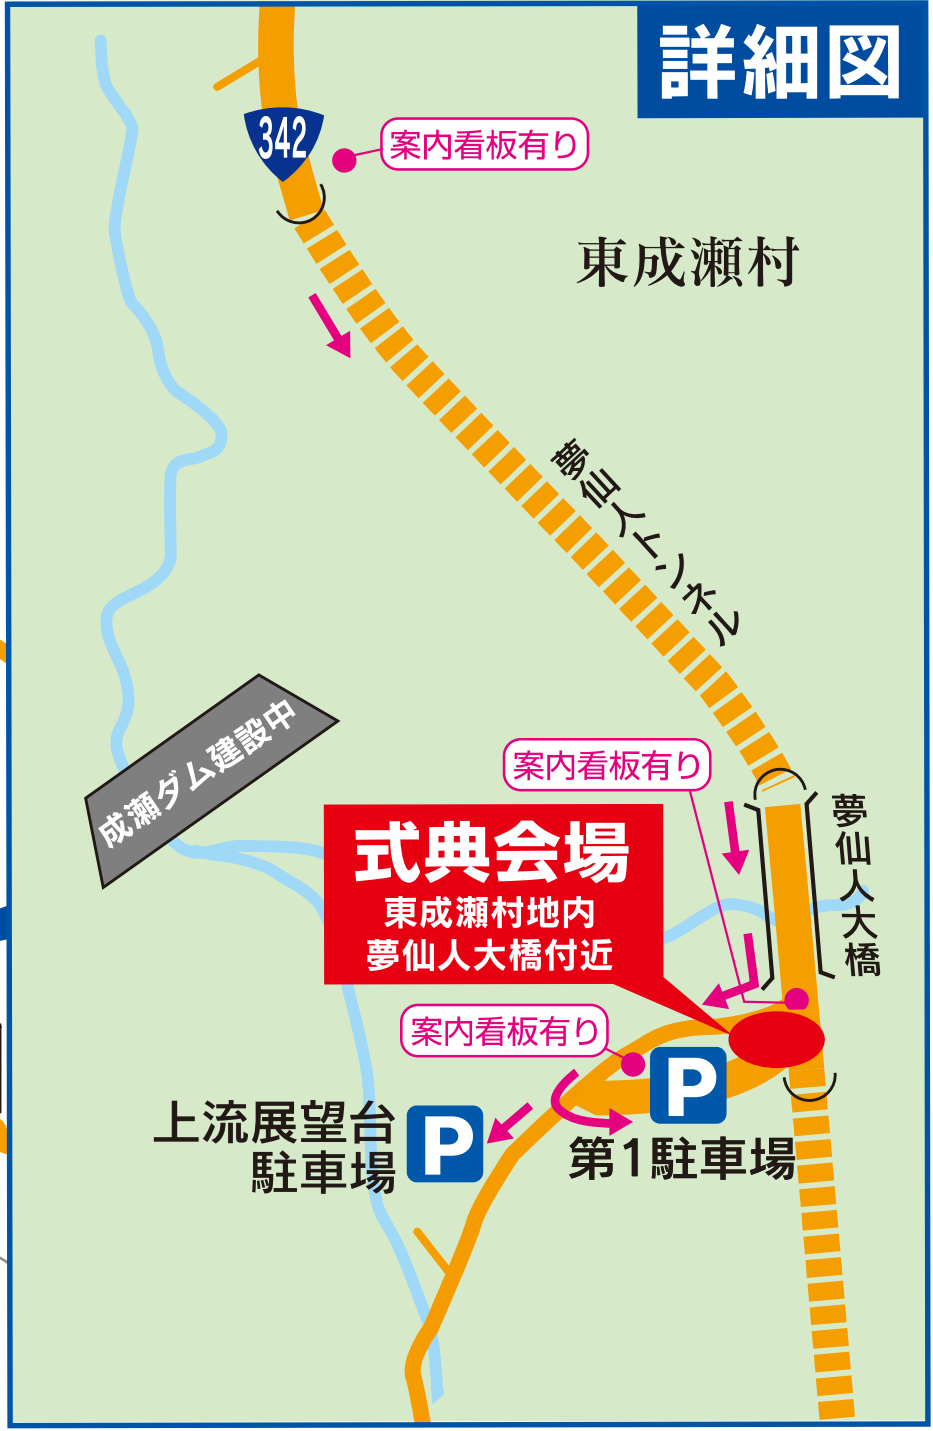 詳細図
342
案内看板有り
東成瀬村
夢仙人トンネル
成瀬ダム建設中
案内看板有り
夢仙人大橋
式典会場
東成瀬村地内
夢仙人大橋付近
案内看板有り
P
上流展望台
駐車場
P
第1駐車場